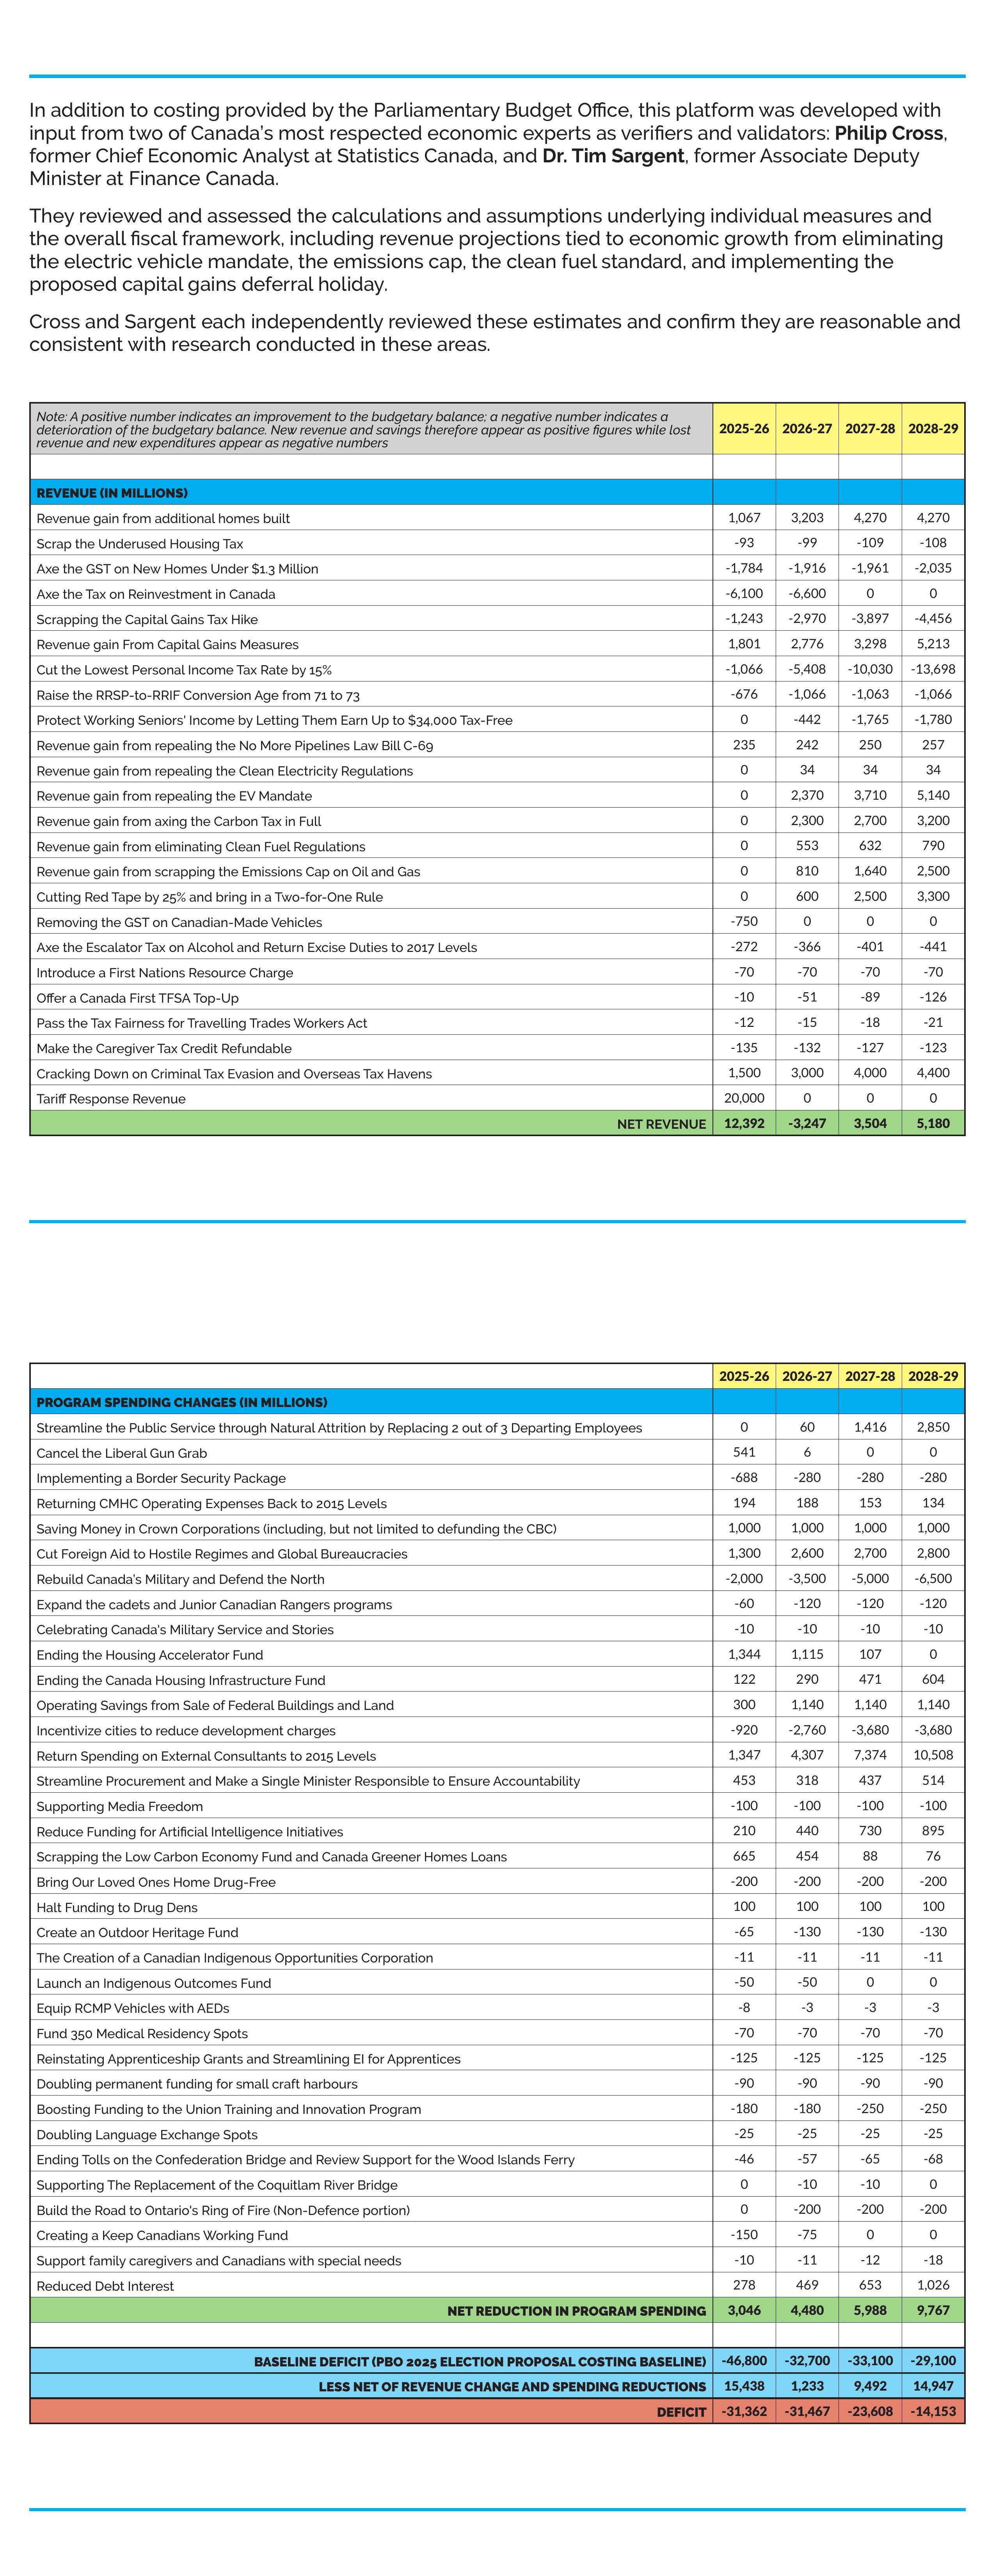 In addition to costing provided by the Parliamentary Budget Office, this platform was developed with
input from two of Canada's most respected economic experts as verifiers and validators: Philip Cross,
former Chief Economic Analyst at Statistics Canada, and Dr. Tim Sargent, former Associate Deputy
Minister at Finance Canada.
They reviewed and assessed the calculations and assumptions underlying individual measures and
the overall fiscal framework, including revenue projections tied to economic growth from eliminating
the electric vehicle mandate, the emissions cap, the clean fuel standard, and implementing the
proposed capital gains deferral holiday.
Cross and Sargent each independently reviewed these estimates and confirm they are reasonable and
consistent with research conducted in these areas.
Note: A positive number indicates an improvement to the budgetary balance; a negative number indicates a
deterioration of the budgetary balance. New revenue and savings therefore appear as positive figures while lost
revenue and new expenditures appear as negative numbers
2025-26 2026-27 2027-28 2028-29
REVENUE (IN MILLIONS)
Revenue gain from additional homes built 1,067 3,203 4,270 4,270
Scrap the Underused Housing Tax -93 -99 -109 -108
Axe the GST on New Homes Under $1.3 Million -1,784 -1,916 -1,961 -2,035
Axe the Tax on Reinvestment in Canada -6,100 -6,600 0 0
Scrapping the Capital Gains Tax Hike -1,243 -2,970 -3,897 -4,456
Revenue gain From Capital Gains Measures 1,801 2,776 3,298 5,213
Cut the Lowest Personal Income Tax Rate by 15% -1,066 -5,408 -10,030 -13,698
Raise the RRSP-to-RRIF Conversion Age from 71 to 73 -676 -1,066 -1,063 -1,066
Protect Working Seniors' Income by Letting Them Earn Up to $34,000 Tax-Free 0 -442 -1,765 -1,780
Revenue gain from repealing the No More Pipelines Law Bill C-69 235 242 250 257
Revenue gain from repealing the Clean Electricity Regulations 0 34 34 34
Revenue gain from repealing the EV Mandate 0 2,370 3,710 5,140
Revenue gain from axing the Carbon Tax in Full 0 2,300 2,700 3,200
Revenue gain from eliminating Clean Fuel Regulations 0 553 632 790
Revenue gain from scrapping the Emissions Cap on Oil and Gas 0 810 1,640 2,500
Cutting Red Tape by 25% and bring in a Two-for-One Rule 0 600 2,500 3,300
Removing the GST on Canadian-Made Vehicles -750 0 0 0
Axe the Escalator Tax on Alcohol and Return Excise Duties to 2017 Levels -272 -366 -401 -441
Introduce a First Nations Resource Charge -70 -70 -70 -70
Offer a Canada First TFSA Top-Up -10 -51 -89 -126
Pass the Tax Fairness for Travelling Trades Workers Act -12 -15 -18 -21
Make the Caregiver Tax Credit Refundable -135 -132 -127 -123
Cracking Down on Criminal Tax Evasion and Overseas Tax Havens 1,500 3,000 4,000 4,400
Tariff Response Revenue 20,000 0 0 0
NET REVENUE 12,392 -3,247 3,504 5,180
2025-26 2026-27 2027-28 2028-29
PROGRAM SPENDING CHANGES (IN MILLIONS)
Streamline the Public Service through Natural Attrition by Replacing 2 out of 3 Departing Employees 0 60 1,416 2,850
Cancel the Liberal Gun Grab 541 6 0 0
Implementing a Border Security Package -688 -280 -280 -280
Returning CMHC Operating Expenses Back to 2015 Levels 194 188 153 134
Saving Money in Crown Corporations (including, but not limited to defunding the CBC) 1,000 1,000 1,000 1,000
Cut Foreign Aid to Hostile Regimes and Global Bureaucracies 1,300 2,600 2,700 2,800
Rebuild Canada's Military and Defend the North -2,000 -3,500 -5,000 -6,500
Expand the cadets and Junior Canadian Rangers programs -60 -120 -120 -120
Celebrating Canada's Military Service and Stories -10 -10 -10 -10
Ending the Housing Accelerator Fund 1,344 1,115 107 0
Ending the Canada Housing Infrastructure Fund 122 290 471 604
Operating Savings from Sale of Federal Buildings and Land 300 1,140 1,140 1,140
Incentivize cities to reduce development charges -920 -2,760 -3,680 -3,680
Return Spending on External Consultants to 2015 Levels 1,347 4,307 7,374 10,508
Streamline Procurement and Make a Single Minister Responsible to Ensure Accountability 453 318 437 514
Supporting Media Freedom -100 -100 -100 -100
Reduce Funding for Artificial Intelligence Initiatives 210 440 730 895
Scrapping the Low Carbon Economy Fund and Canada Greener Homes Loans 665 454 88 76
Bring Our Loved Ones Home Drug-Free -200 -200 -200 -200
Halt Funding to Drug Dens 100 100 100 100
Create an Outdoor Heritage Fund -65 -130 -130 -130
The Creation of a Canadian Indigenous Opportunities Corporation -11 -11 -11 -11
Launch an Indigenous Outcomes Fund -50 -50 0 0
Equip RCMP Vehicles with AEDs -8 -3 -3 -3
Fund 350 Medical Residency Spots -70 -70 -70 -70
Reinstating Apprenticeship Grants and Streamlining EI for Apprentices -125 -125 -125 -125
Doubling permanent funding for small craft harbours -90 -90 -90 -90
Boosting Funding to the Union Training and Innovation Program -180 -180 -250 -250
Doubling Language Exchange Spots -25 -25 -25 -25
Ending Tolls on the Confederation Bridge and Review Support for the Wood Islands Ferry -46 -57 -65 -68
Supporting The Replacement of the Coquitlam River Bridge 0 -10 -10 0
Build the Road to Ontario's Ring of Fire (Non-Defence portion) 0 -200 -200 -200
Creating a Keep Canadians Working Fund -150 -75 0 0
Support family caregivers and Canadians with special needs -10 -11 -12 -18
Reduced Debt Interest 278 469 653 1,026
NET REDUCTION IN PROGRAM SPENDING 3,046 4,480 5,988 9,767
BASELINE DEFICIT (PBO 2025 ELECTION PROPOSAL COSTING BASELINE) -46,800 -32,700 -33,100 -29,100
LESS NET OF REVENUE CHANGE AND SPENDING REDUCTIONS 15,438 1,233 9,492 14,947
DEFICIT -31,362 -31,467 -23,608 -14,153